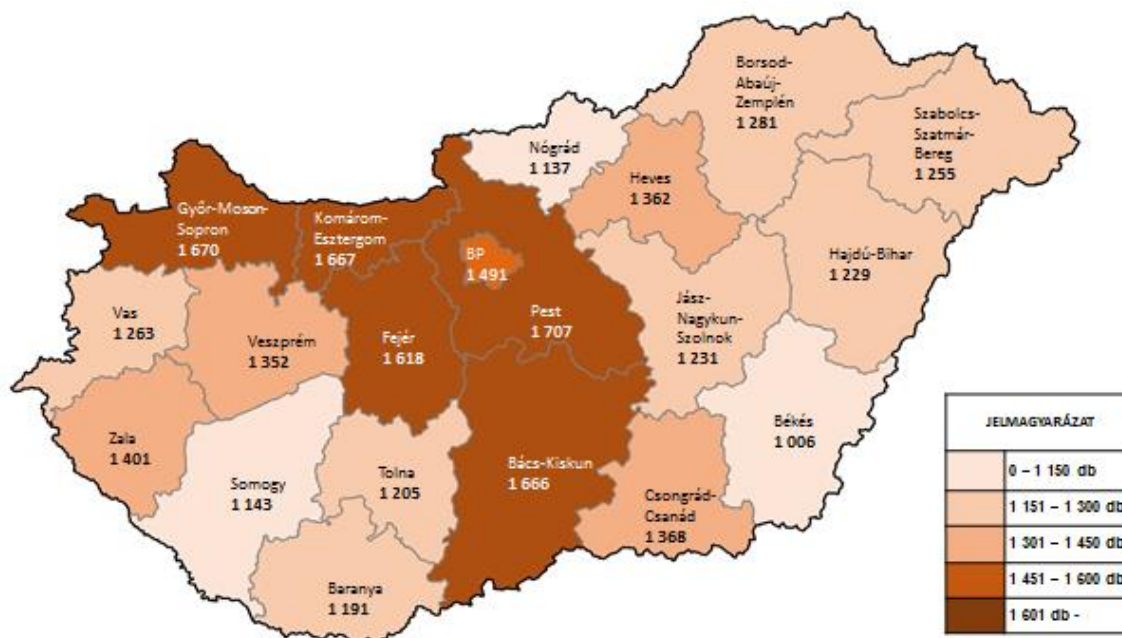 Borsod-
Abaúj-
Zemplén
1 281
Szabolcs-
Szatmár-
Bereg
1 255
Nógrád
1 137
Heves
1 362
Győr-Moson-
Sopron
1 670
Komárom-
Esztergom
1 667
BP
1 491
Hajdú-Bihar
1 229
Vas
1 263
Veszprém
1 352
Fejér
1 618
Pest
1 707
Jász-
Nagykun-
Szolnok
1 231
Zala
1 401
Somogy
1 143
Tolna
1 205
Bács-Kiskun
1 666
Csongrád-
Csanád
1 368
Békés
1 006
Baranya
1 191
JELMAGYARÁZAT
0 – 1 150 db
1 151 – 1 300 db
1 301 – 1 450 db
1 451 – 1 600 db
1 601 db -